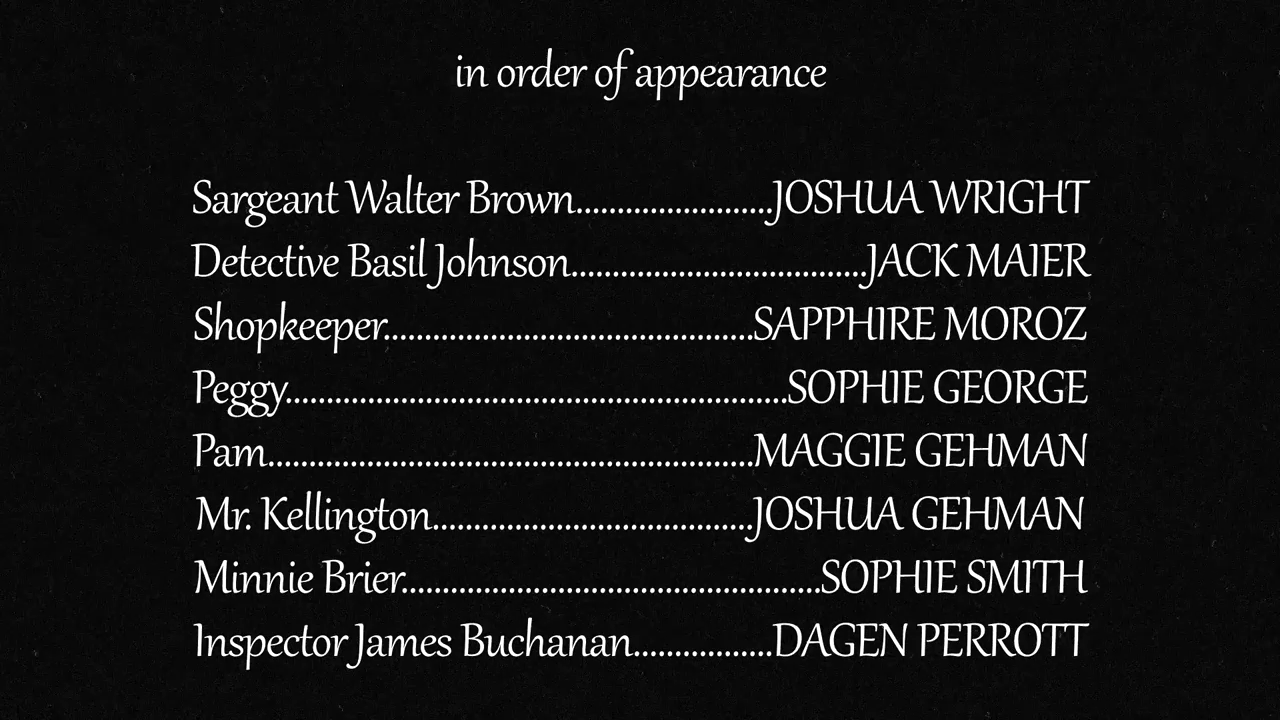 in order of appearance
Sargeant Walter Brown.......................JOSHUA WRIGHT
Detective Basil Johnson...................................JACK MAIER
Shopkeeper............................................SAPPHIRE MOROZ
Peggy............................................................SOPHIE GEORGE
Pam..........................................................MAGGIE GEHMAN
Mr. Kellington......................................JOSHUA GEHMAN
Minnie Brier..................................................SOPHIE SMITH
Inspector James Buchanan.................DAGEN PERROTT